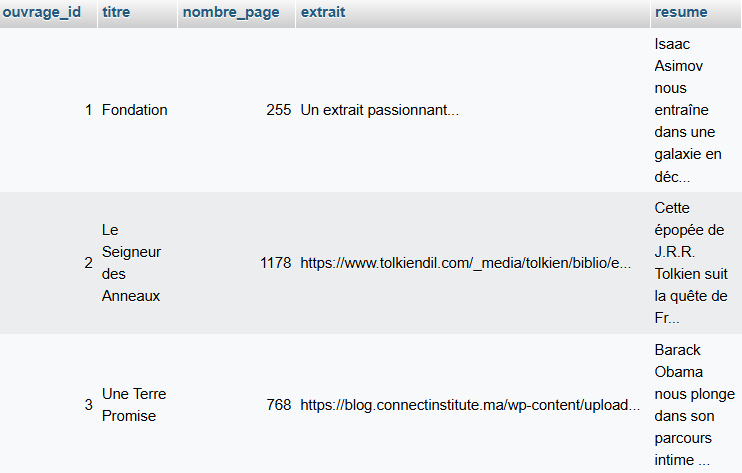 ouvrage_id titre nombre_page extrait resume
Isaac
Asimov
nous
entraîne
1 Fondation 255 Un extrait passionnant...
dans une
galaxie en
déc...
Cette
Le
épopée de
Seigneur
J.R.R.
2 1178 https://www.tolkiendil.com/_media/tolkien/biblio/e...
des
Tolkien suit
Anneaux
la quête de
Fr...
Barack
Obama
Une Terre
nous plonge
3 768 https://blog.connectinstitute.ma/wp-content/upload...
Promise
dans son
parcours
intime ...